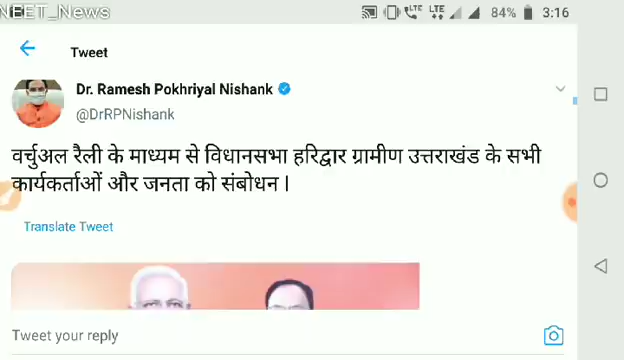 NEET_News
LTE LTE 84% 3:16
Tweet
Dr. Ramesh Pokhriyal Nishank
@DrRPNishank
वर्चुअल रैली के माध्यम से विधानसभा हरिद्वार ग्रामीण उत्तराखंड के सभी
कार्यकर्ताओं और जनता को संबोधन ।
Translate Tweet
Tweet your reply